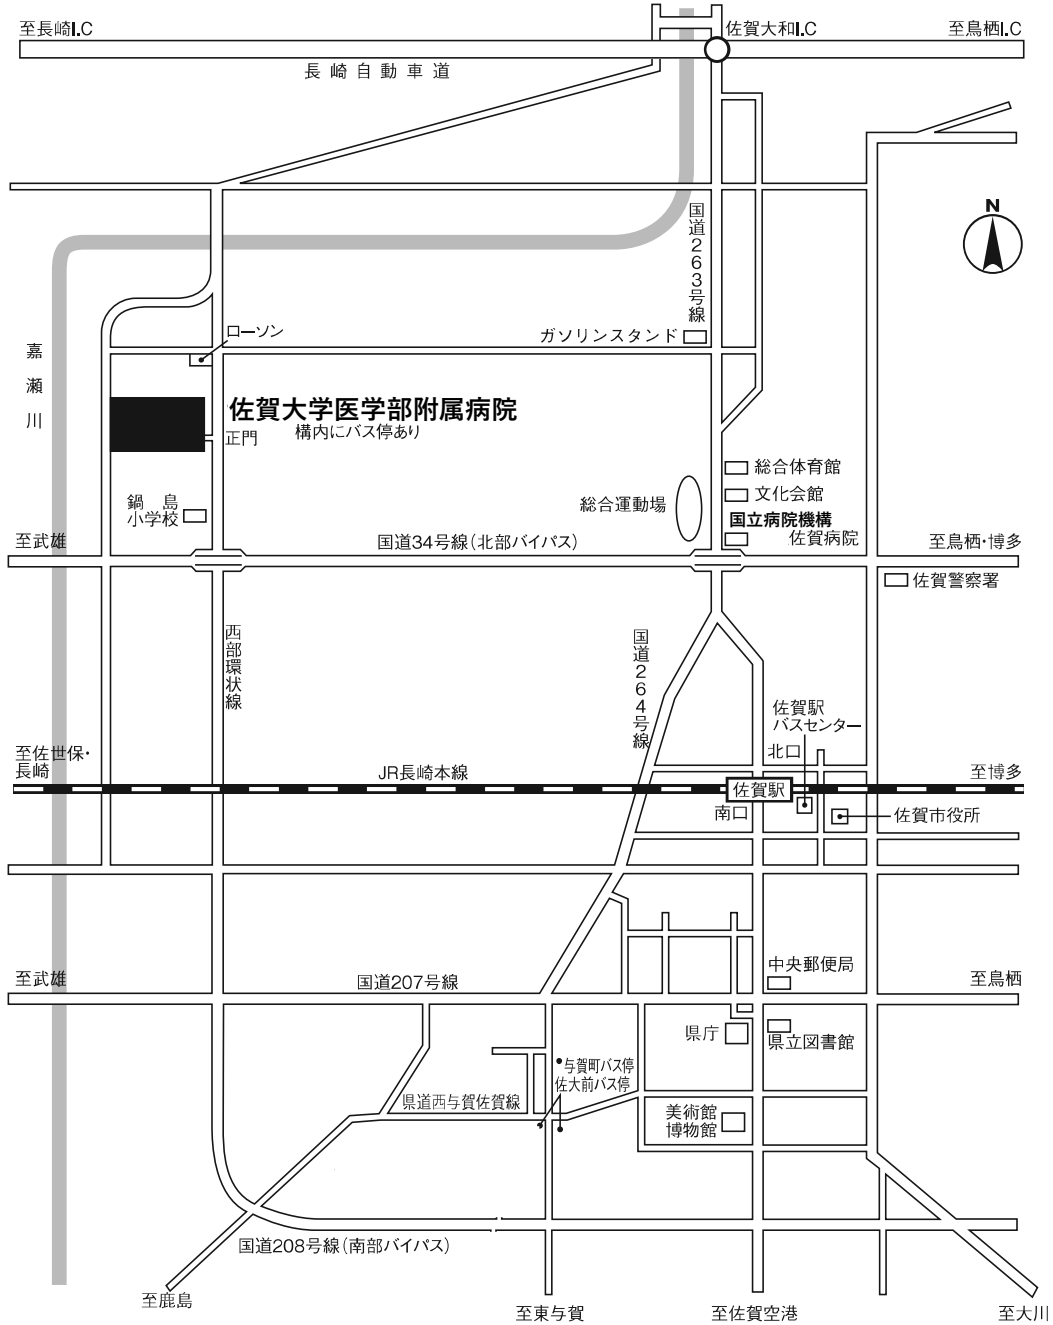 至長崎I.C
佐賀大和I.C
至鳥栖I.C
長崎自動車道
N
国道263号線
ローソン
ガソリンスタンド
嘉瀬川
佐賀大学医学部附属病院
構内にバス停あり
正門
総合体育館
文化会館
総合運動場
国立病院機構
佐賀病院
鍋島
小学校
至武雄
国道34号線（北部バイパス）
至鳥栖・博多
佐賀警察署
西部環状線
国道264号線
佐賀駅
バスセンター
北口
至佐世保・
長崎
JR長崎本線
佐賀駅
至博多
南口
佐賀市役所
中央郵便局
至武雄
国道207号線
至鳥栖
県庁
県立図書館
与賀町バス停
佐大前バス停
県道西与賀佐賀線
美術館
博物館
国道208号線（南部バイパス）
至鹿島
至東与賀
至佐賀空港
至大川